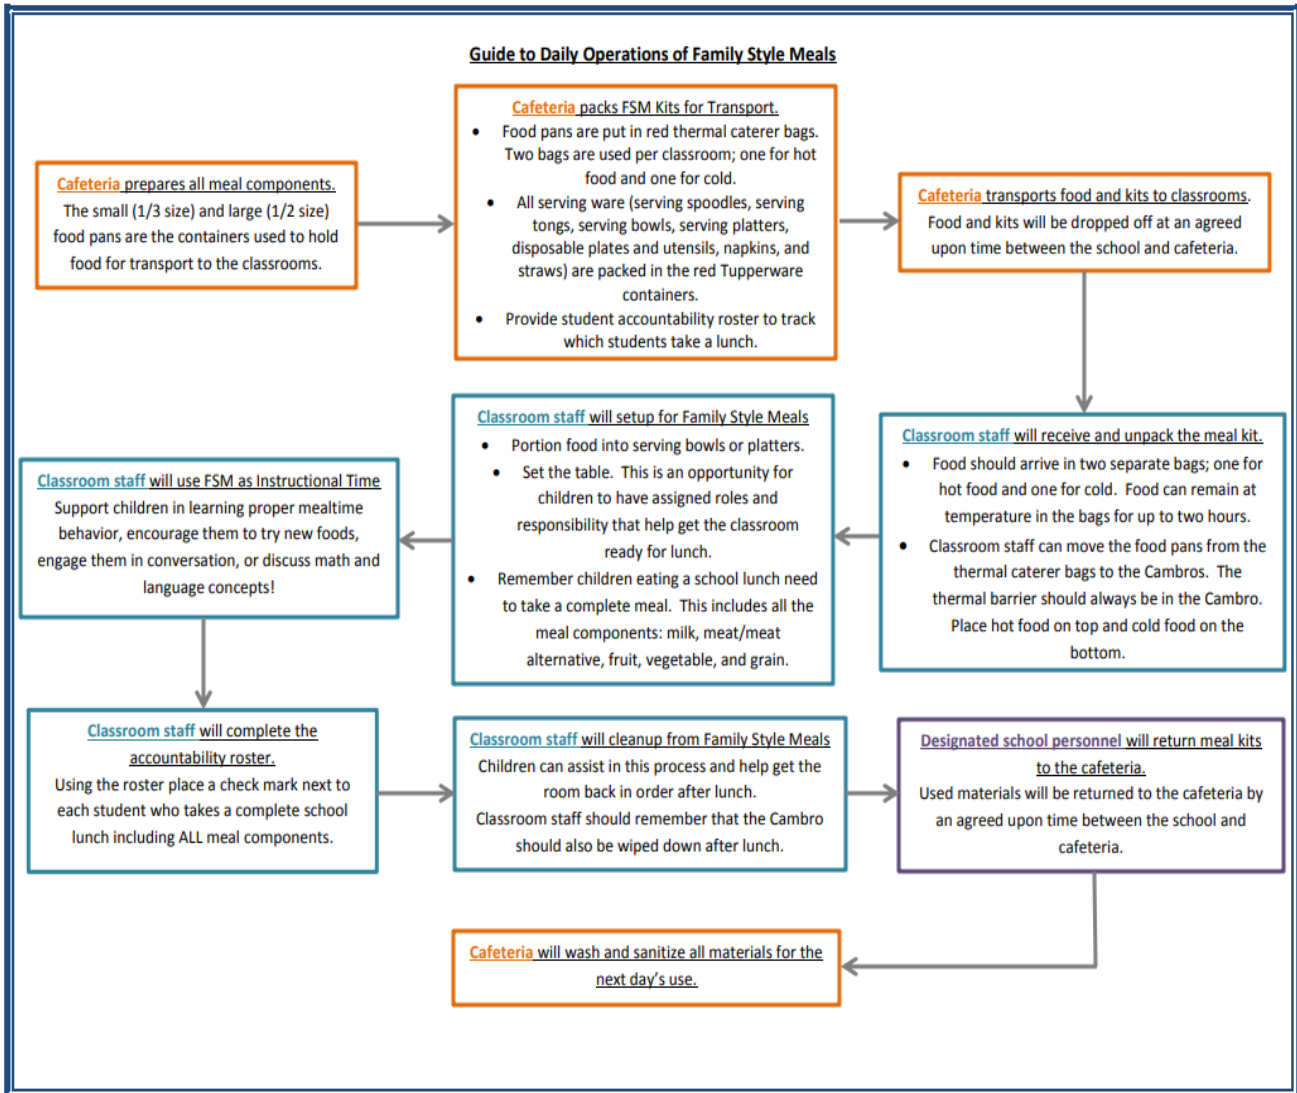 Guide to Daily Operations of Family Style Meals
Cafeteria prepares all meal components.
The small (1/3 size) and large (1/2 size)
food pans are the containers used to hold
food for transport to the classrooms.
Cafeteria packs FSM Kits for Transport.
• Food pans are put in red thermal caterer bags.
Two bags are used per classroom; one for hot
food and one for cold.
• All serving ware (serving spoodles, serving
tongs, serving bowls, serving platters,
disposable plates and utensils, napkins, and
straws) are packed in the red Tupperware
containers.
• Provide student accountability roster to track
which students take a lunch.
Cafeteria transports food and kits to classrooms.
Food and kits will be dropped off at an agreed
upon time between the school and cafeteria.
Classroom staff will receive and unpack the meal kit.
• Food should arrive in two separate bags; one for
hot food and one for cold. Food can remain at
temperature in the bags for up to two hours.
• Classroom staff can move the food pans from the
thermal caterer bags to the Cambros. The
thermal barrier should always be in the Cambro.
Place hot food on top and cold food on the
bottom.
Classroom staff will setup for Family Style Meals
• Portion food into serving bowls or platters.
• Set the table. This is an opportunity for
children to have assigned roles and
responsibility that help get the classroom
ready for lunch.
• Remember children eating a school lunch need
to take a complete meal. This includes all the
meal components: milk, meat/meat
alternative, fruit, vegetable, and grain.
Classroom staff will use FSM as Instructional Time
Support children in learning proper mealtime
behavior, encourage them to try new foods,
engage them in conversation, or discuss math and
language concepts!
Classroom staff will complete the
accountability roster.
Using the roster place a check mark next to
each student who takes a complete school
lunch including ALL meal components.
Classroom staff will cleanup from Family Style Meals
Children can assist in this process and help get the
room back in order after lunch.
Classroom staff should remember that the Cambro
should also be wiped down after lunch.
Designated school personnel will return meal kits
to the cafeteria.
Used materials will be returned to the cafeteria by
an agreed upon time between the school and
cafeteria.
Cafeteria will wash and sanitize all materials for the
next day's use.